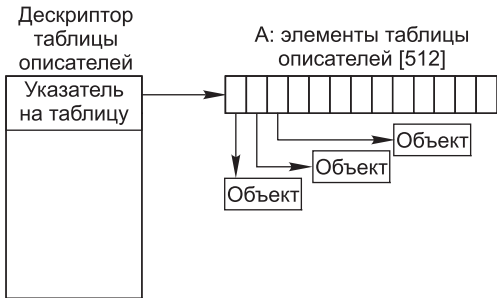 Дескриптор
таблицы
описателей
Указатель
на таблицу
А: элементы таблицы
описателей [512]
Объект
Объект
Объект